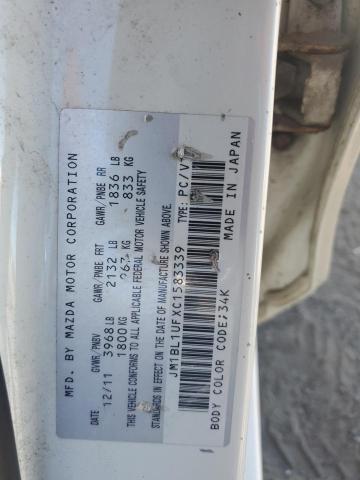 MFD. BY MAZDA MOTOR CORPORATION
DATE GVWR/PNBV GAWR/PNBE FRT GAWR/PNBE RR
12/11 3968 LB 2132 LB 1836 LB
1800 KG KG 833 KG
THIS VEHICLE CONFORMS TO ALL APPLICABLE FEDERAL MOTOR VEHICLE SAFETY
STANDARDS IN EFFECT ON THE DATE OF MANUFACTURE SHOWN ABOVE.
JM1BL1UFXC1583339 TYPE: PC/V
MADE IN JAPAN
BODY COLOR CODE:34K